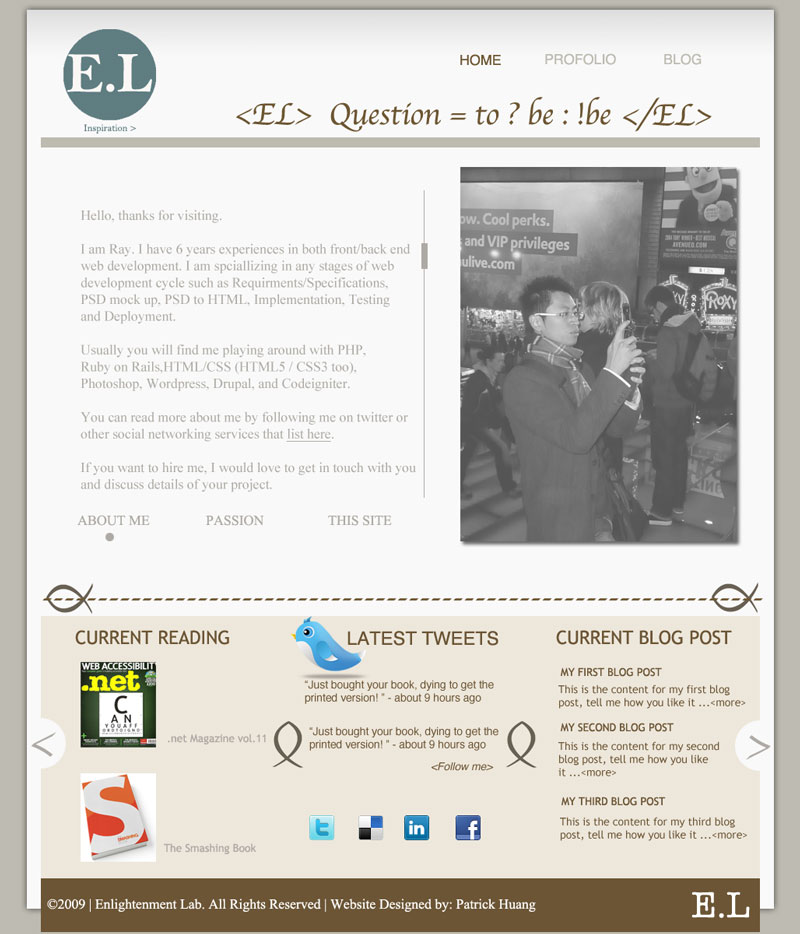 E.L
Inspiration >
HOME PROFOLIO BLOG
<EL> Question = to ? be : !be </EL>
Hello, thanks for visiting.
I am Ray. I have 6 years experiences in both front/back end
web development. I am spciallizing in any stages of web
development cycle such as Requirments/Specifications,
PSD mock up, PSD to HTML, Implementation, Testing
and Deployment.
Usually you will find me playing around with PHP,
Ruby on Rails,HTML/CSS (HTML5 / CSS3 too),
Photoshop, Wordpress, Drupal, and Codeigniter.
You can read more about me by following me on twitter or
other social networking services that list here.
If you want to hire me, I would love to get in touch with you
and discuss details of your project.
ABOUT ME PASSION THIS SITE
ow. Cool perks.
and VIP privileges
ulive.com
AVENUEQ.COM
ROXY
CURRENT READING
WEB ACCESSIBILIT
.net
C
AN
YOUAFF
ORDTOIGNO
.net Magazine vol.11
S
The Smashing Book
LATEST TWEETS
“Just bought your book, dying to get the
printed version! ” - about 9 hours ago
“Just bought your book, dying to get the
printed version! ” - about 9 hours ago
<Follow me>
t
in
f
CURRENT BLOG POST
MY FIRST BLOG POST
This is the content for my first blog
post, tell me how you like it ...<more>
MY SECOND BLOG POST
This is the content for my second
blog post, tell me how you like
it ...<more>
MY THIRD BLOG POST
This is the content for my third blog
post, tell me how you like it ...<more>
<
>
©2009 | Enlightenment Lab. All Rights Reserved | Website Designed by: Patrick Huang
E.L